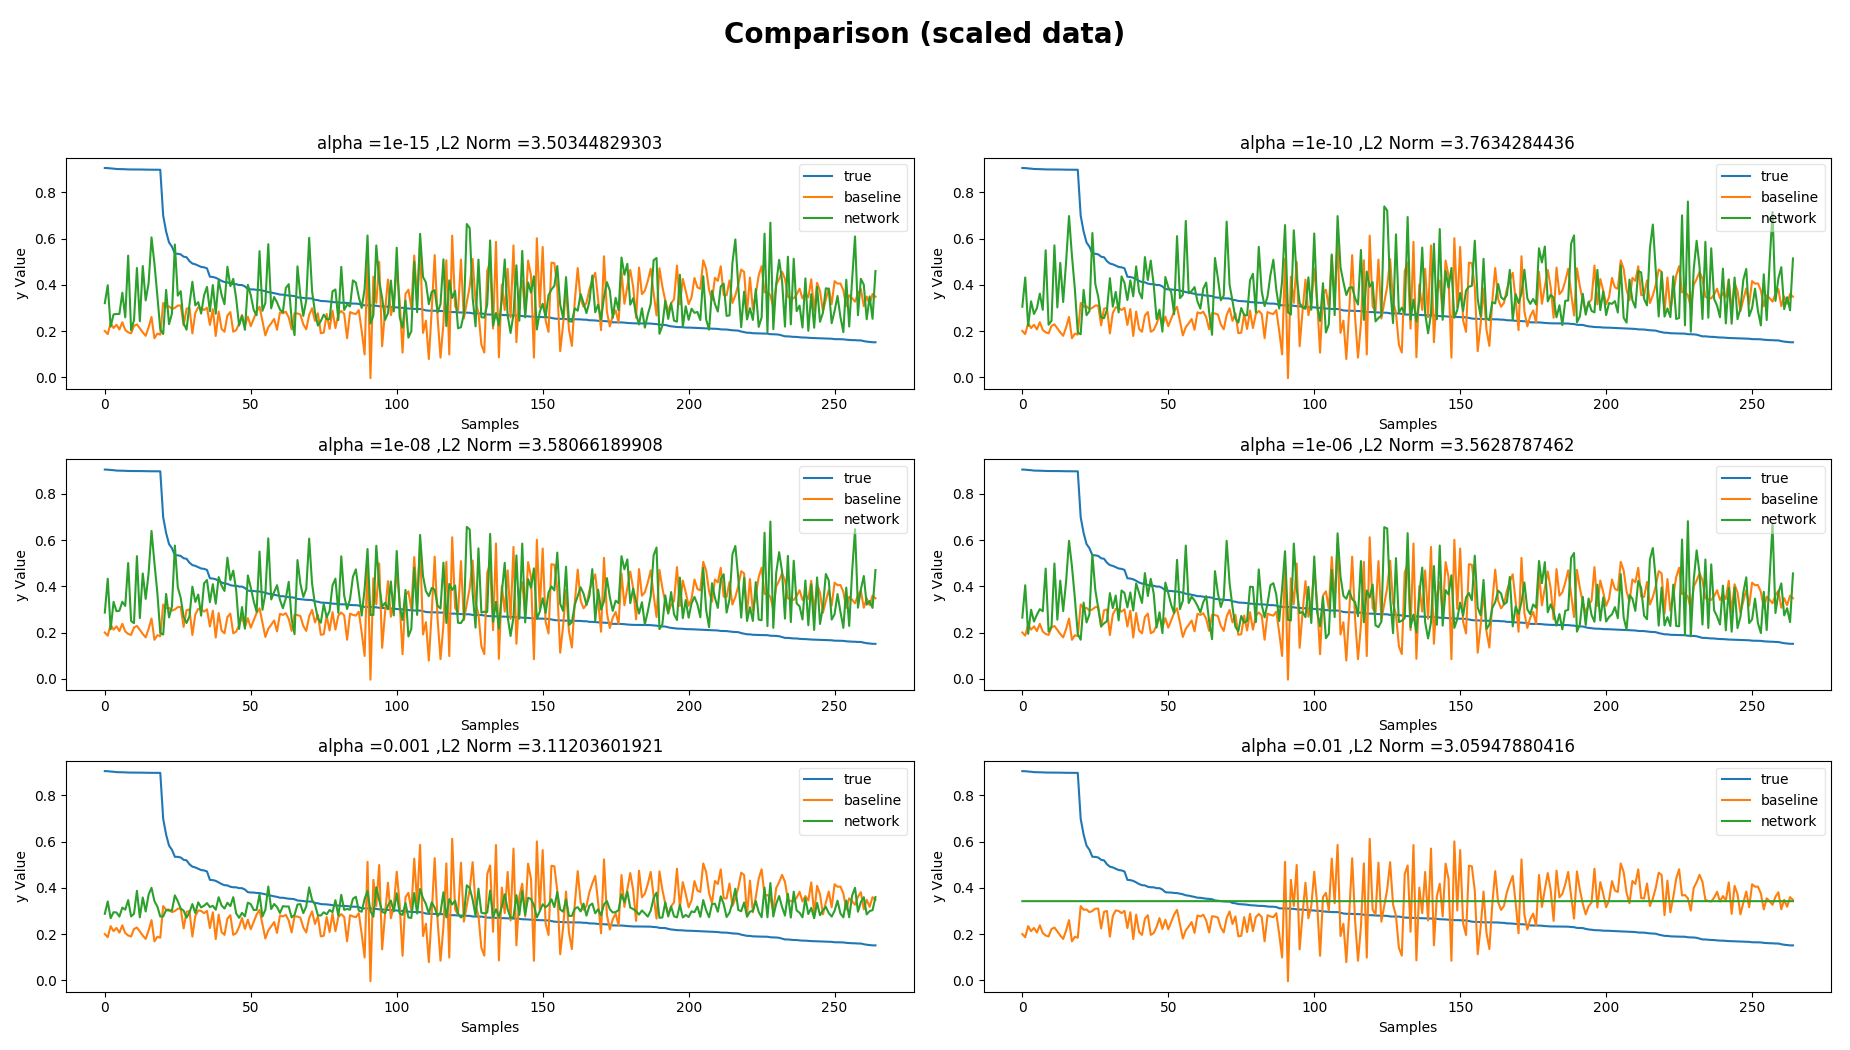 Comparison (scaled data)
alpha =1e-15 ,L2 Norm =3.50344829303
y Value
0.8
0.6
0.4
0.2
0.0
true
baseline
network
0 50 100 150 200 250
Samples
alpha =1e-10 ,L2 Norm =3.7634284436
y Value
0.8
0.6
0.4
0.2
0.0
true
baseline
network
0 50 100 150 200 250
Samples
alpha =1e-08 ,L2 Norm =3.58066189908
y Value
0.8
0.6
0.4
0.2
0.0
true
baseline
network
0 50 100 150 200 250
Samples
alpha =1e-06 ,L2 Norm =3.5628787462
y Value
0.8
0.6
0.4
0.2
0.0
true
baseline
network
0 50 100 150 200 250
Samples
alpha =0.001 ,L2 Norm =3.11203601921
y Value
0.8
0.6
0.4
0.2
0.0
true
baseline
network
0 50 100 150 200 250
Samples
alpha =0.01 ,L2 Norm =3.05947880416
y Value
0.8
0.6
0.4
0.2
0.0
true
baseline
network
0 50 100 150 200 250
Samples